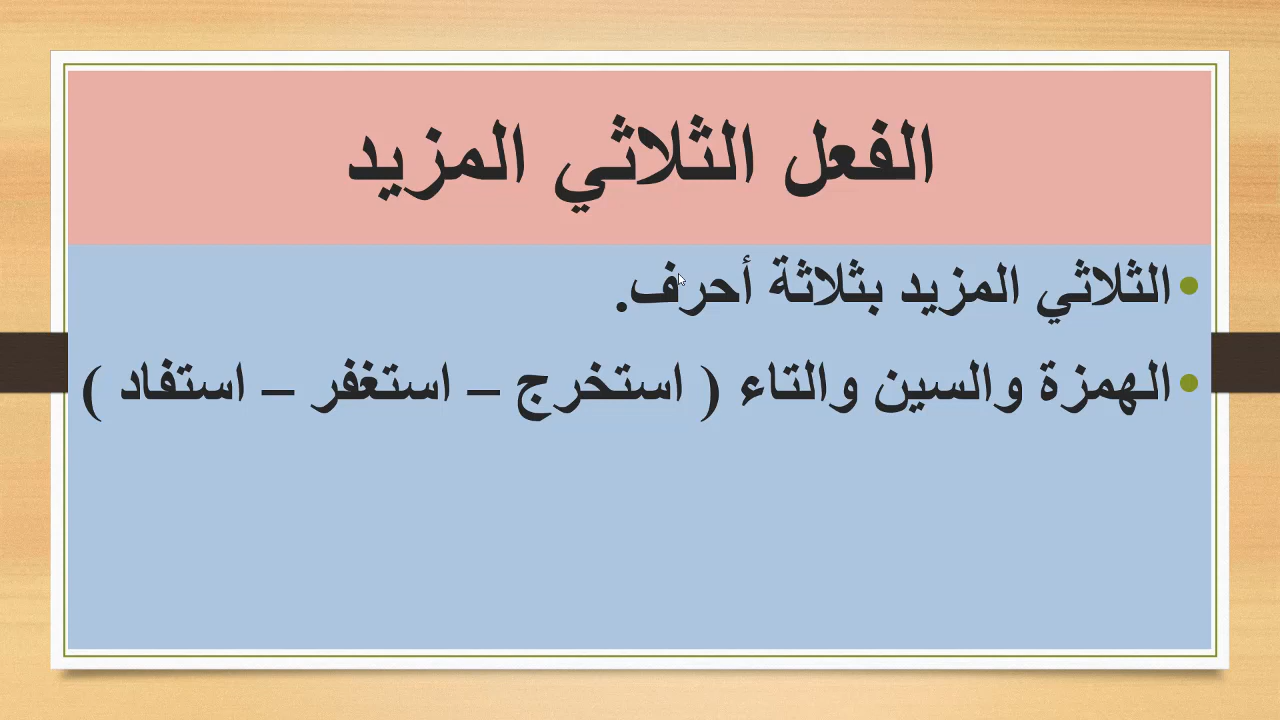 الفعل الثلاثي المزيد
•الثلاثي المزيد بثلاثة أحرف.
•الهمزة والسين والتاء ( استخرج – استغفر – استفاد )